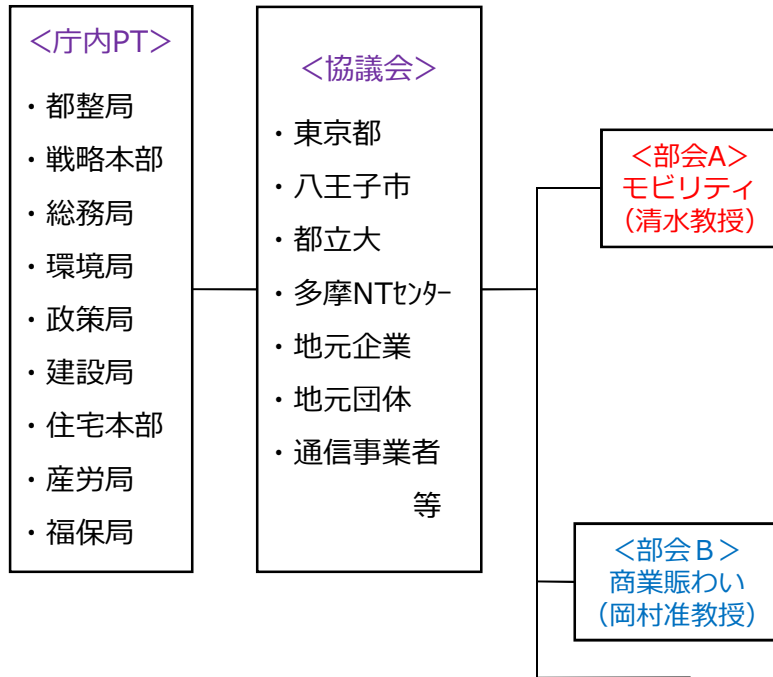 ＜庁内PT＞
・都整局
・戦略本部
・総務局
・環境局
・政策局
・建設局
・住宅本部
・産労局
・福保局
＜協議会＞
・東京都
・八王子市
・都立大
・多摩NTｾﾝﾀｰ
・地元企業
・地元団体
・通信事業者
等
＜部会A＞
モビリティ
（清水教授）
＜部会Ｂ＞
商業賑わい
（岡村准教授）